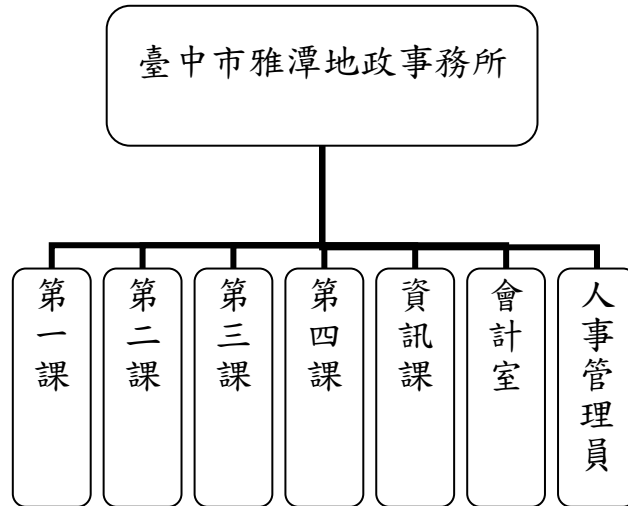 臺中市雅潭地政事務所
第一課
第二課
第三課
第四課
資訊課
會計室
人事管理員